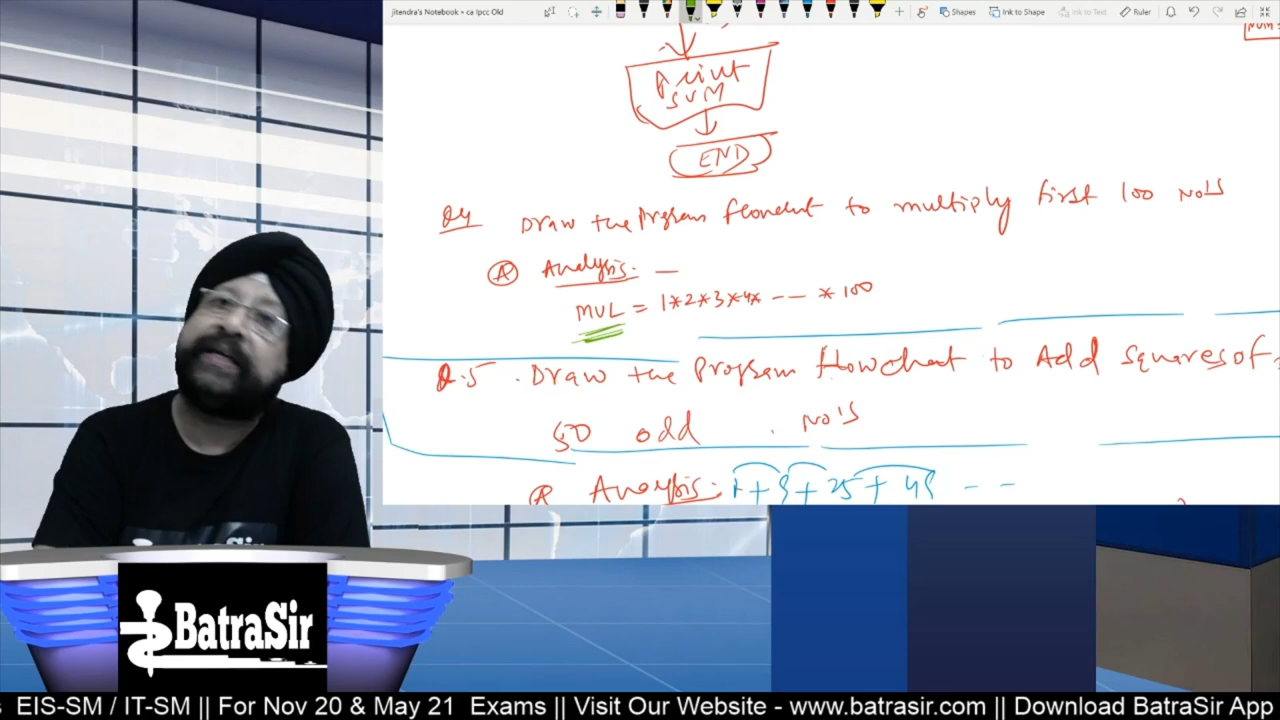 jitendra's Notebook » ca Ipcc Old
Shapes Ink to Shape Ink to Text Ruler
print
SUM
END
Q4 Draw the Program flowchart to multiply first 100 No's
A Analysis. —
MUL = 1*2*3*4* -- — * 100
Q.5 . Draw the Program flowchart to Add squares of
50 odd . No's
A Analysis: 1 + 9 + 25 + 49 - -
BatraSir
BatraSir
EIS-SM / IT-SM || For Nov 20 & May 21 Exams || Visit Our Website - www.batrasir.com || Download BatraSir App